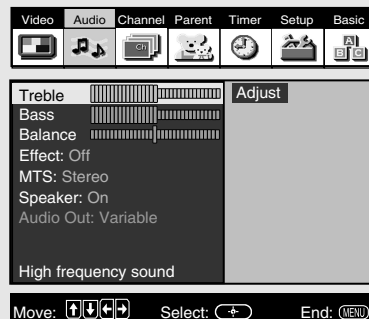 Video Audio Channel Parent Timer Setup Basic
Ch
A B C
Treble Adjust
Bass
Balance
Effect: Off
MTS: Stereo
Speaker: On
Audio Out: Variable
High frequency sound
Move: Select: End: MENU